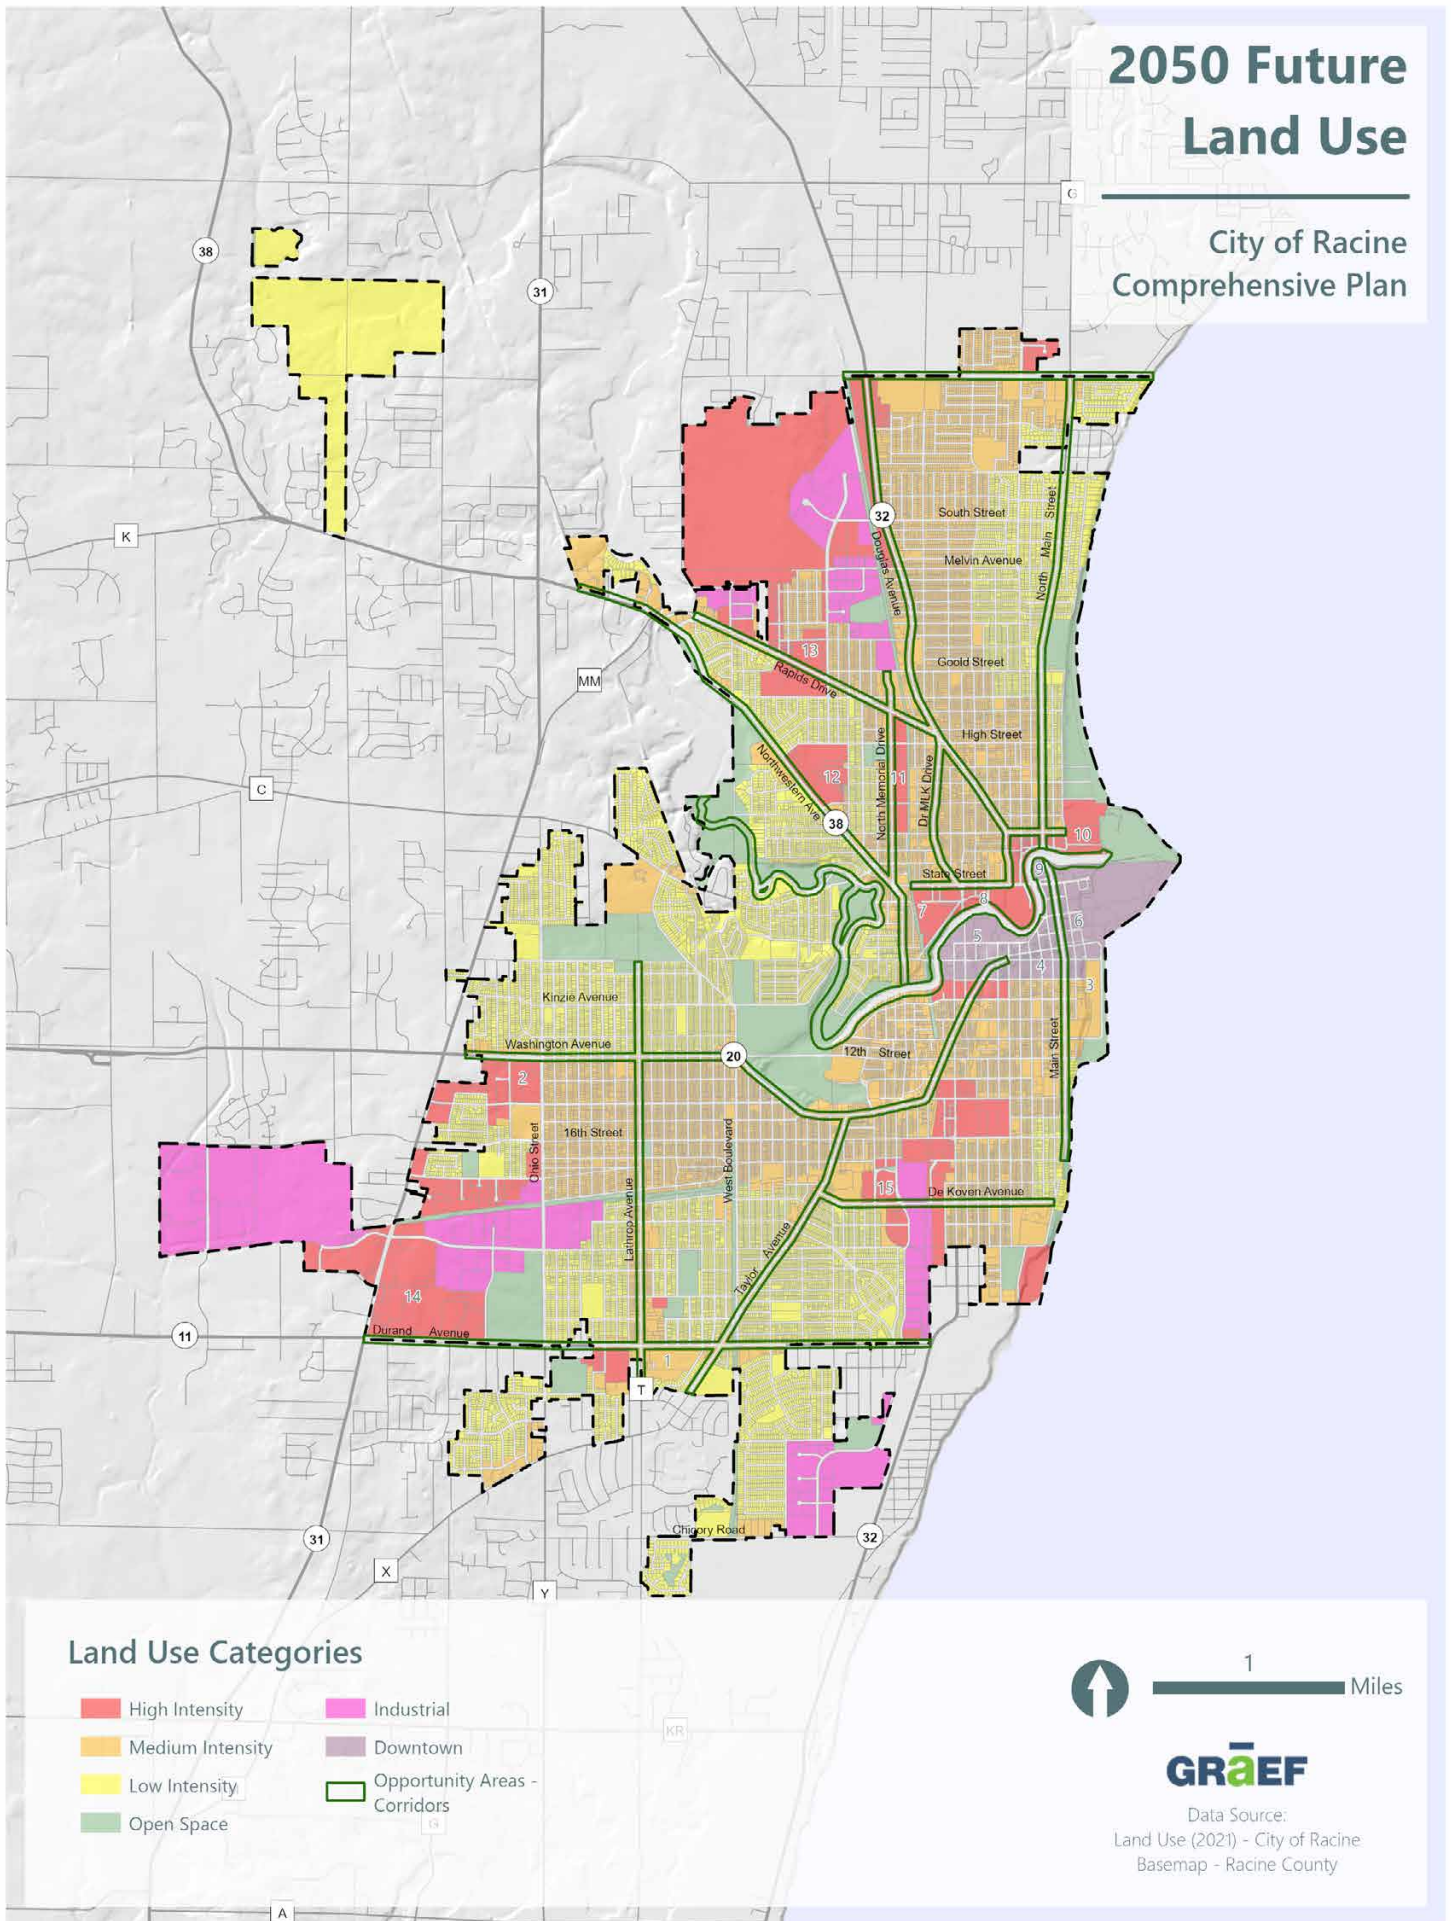 2050 Future
Land Use
City of Racine
Comprehensive Plan
G
38
31
K
32
South Street
North Main Street
Melvin Avenue
Douglas Avenue
Goold Street
13
Rapids Drive
MM
High Street
C
Northwestern Ave
12
North Memorial Drive
11
Dr MLK Drive
38
10
State Street
9
8
7
6
5
4
3
Kinzie Avenue
Washington Avenue
20
12th Street
Main Street
2
16th Street
Ohio Street
West Boulevard
15
De Koven Avenue
Lathrop Avenue
Taylor Avenue
14
Durand Avenue
11
1
T
Chicory Road
31
32
X
Y
Land Use Categories
High Intensity
Medium Intensity
Low Intensity
Open Space
Industrial
Downtown
Opportunity Areas -
Corridors
KR
G
A
1
Miles
GRAEF
Data Source:
Land Use (2021) - City of Racine
Basemap - Racine County